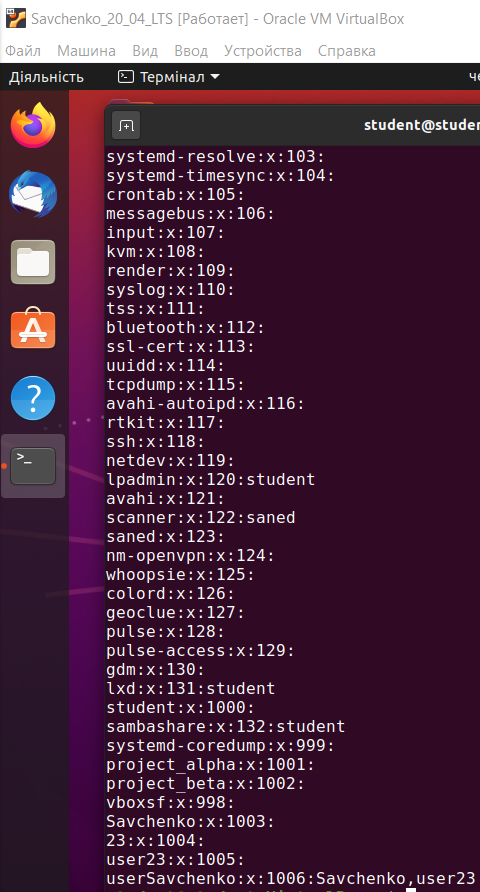 Savchenko_20_04_LTS [Работает] - Oracle VM VirtualBox
Файл Машина Вид Ввод Устройства Справка
Діяльність Термінал че
student@studen
systemd-resolve:x:103:
systemd-timesync:x:104:
crontab:x:105:
messagebus:x:106:
input:x:107:
kvm:x:108:
render:x:109:
syslog:x:110:
tss:x:111:
bluetooth:x:112:
ssl-cert:x:113:
uuidd:x:114:
tcpdump:x:115:
avahi-autoipd:x:116:
rtkit:x:117:
ssh:x:118:
netdev:x:119:
lpadmin:x:120:student
avahi:x:121:
scanner:x:122:saned
saned:x:123:
nm-openvpn:x:124:
whoopsie:x:125:
colord:x:126:
geoclue:x:127:
pulse:x:128:
pulse-access:x:129:
gdm:x:130:
lxd:x:131:student
student:x:1000:
sambashare:x:132:student
systemd-coredump:x:999:
project_alpha:x:1001:
project_beta:x:1002:
vboxsf:x:998:
Savchenko:x:1003:
23:x:1004:
user23:x:1005:
userSavchenko:x:1006:Savchenko,user23